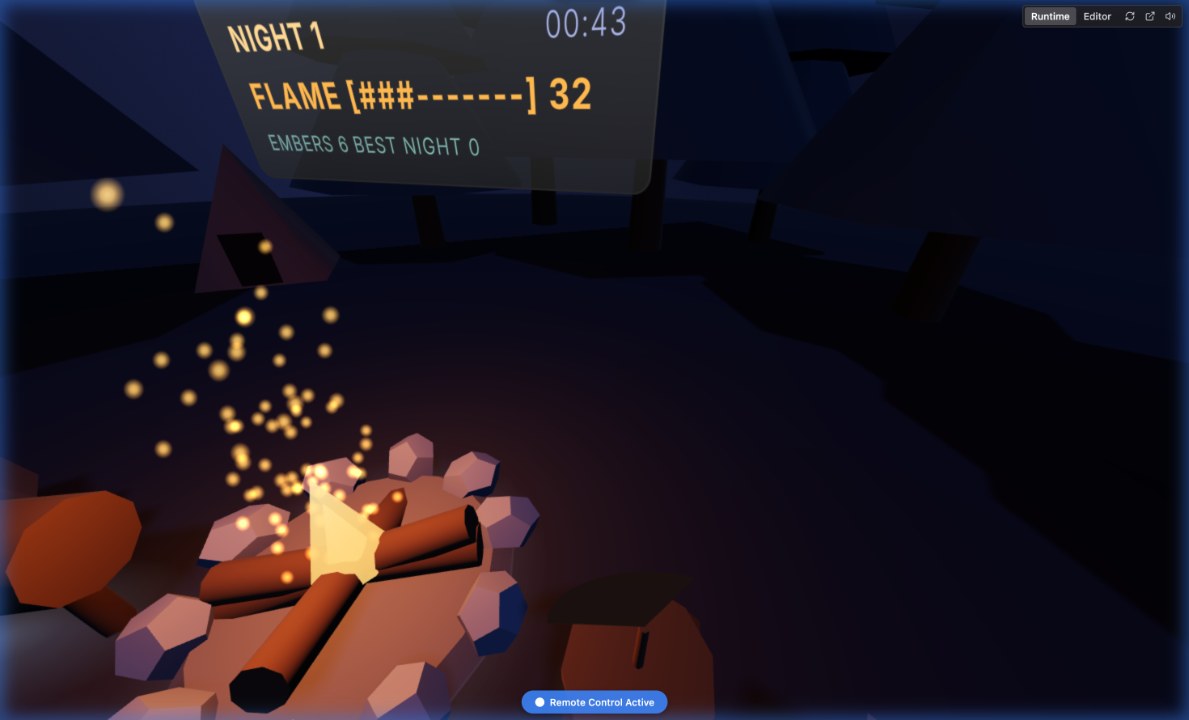 Runtime Editor
NIGHT 1 00:43
FLAME [###-------] 32
EMBERS 6 BEST NIGHT 0
Remote Control Active